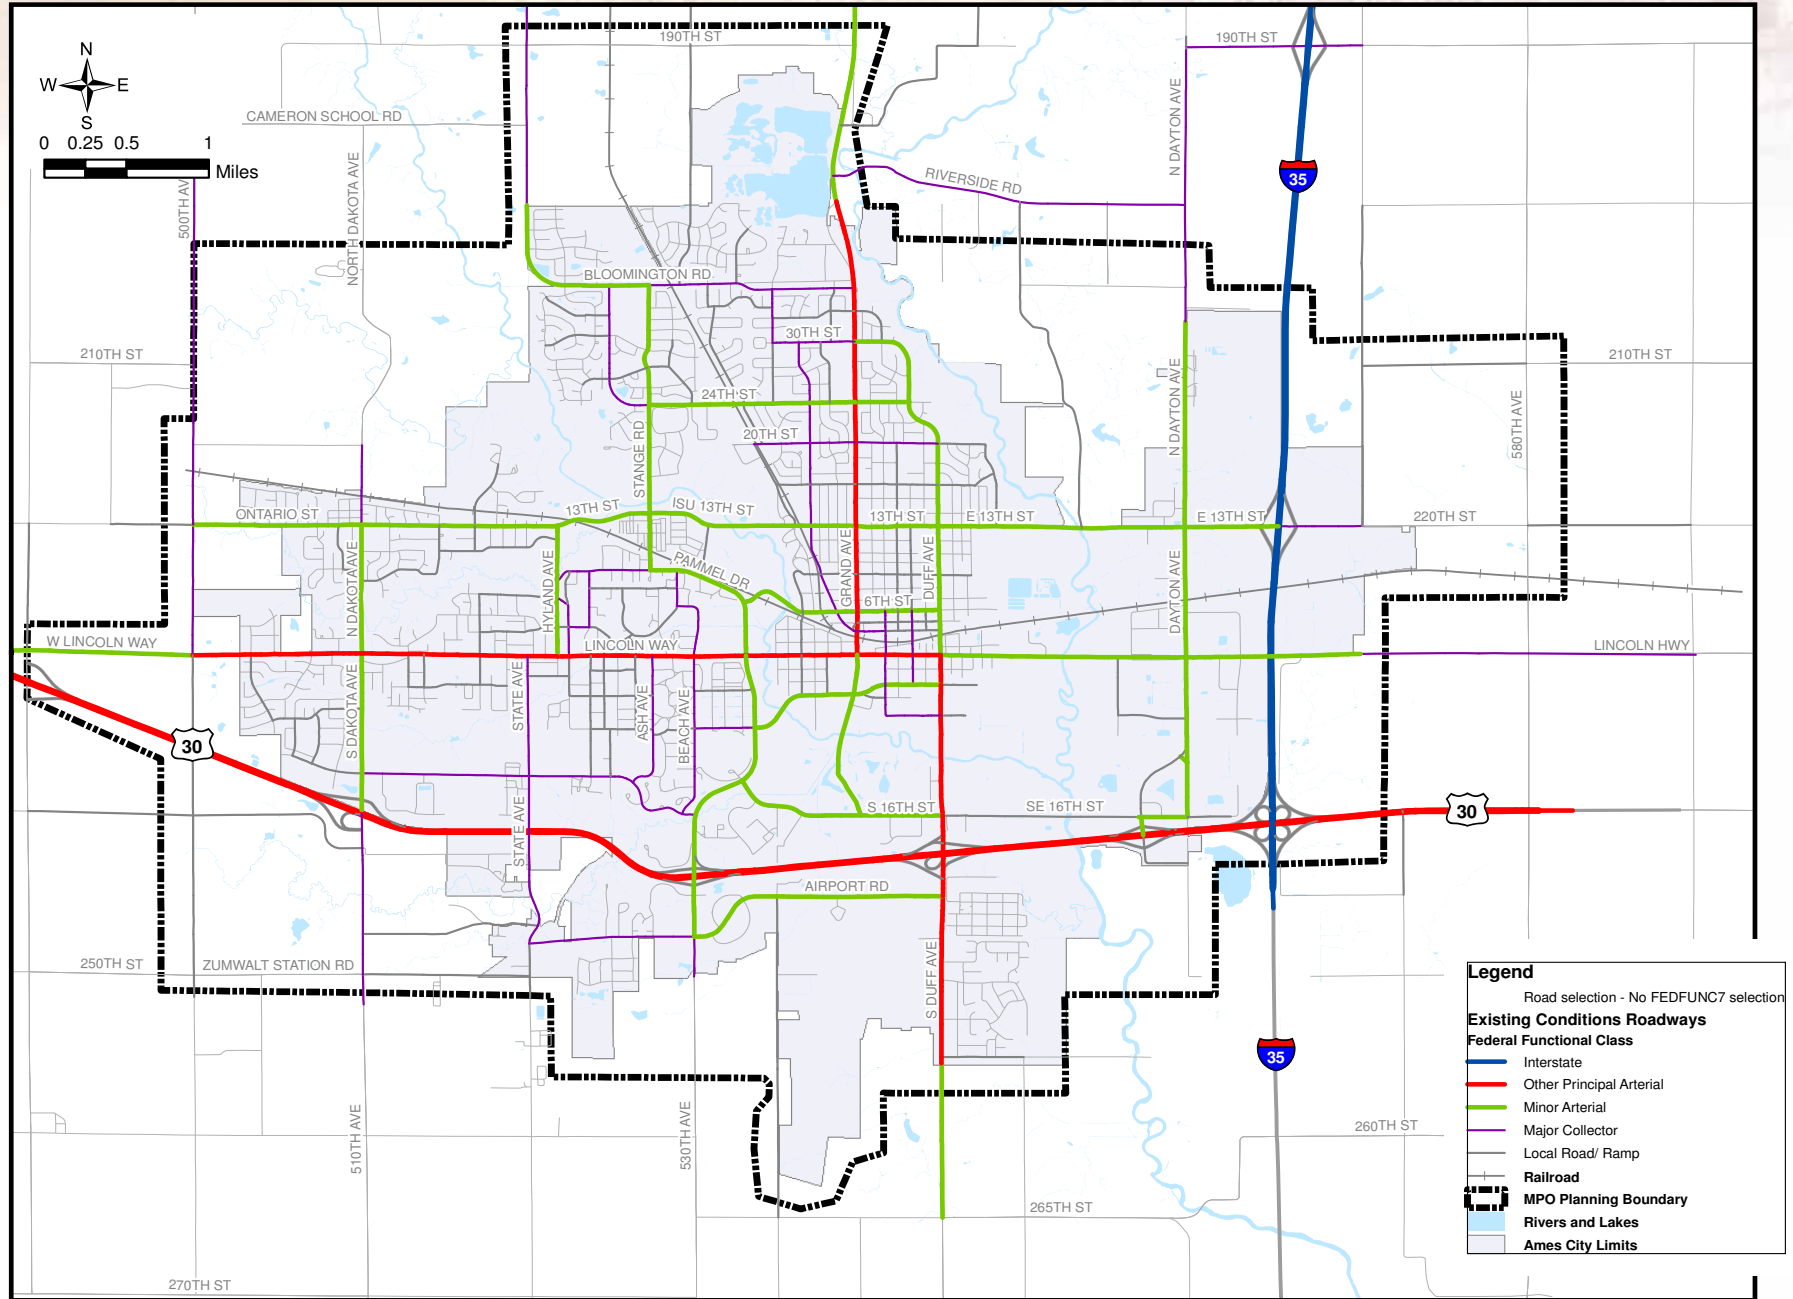 190TH ST
190TH ST
N
W E
S
CAMERON SCHOOL RD
0 0.25 0.5 1
Miles
N DAYTON AVE
35
RIVERSIDE RD
500TH AV
NORTH DAKOTA AVE
BLOOMINGTON RD
30TH ST
210TH ST
210TH ST
24TH ST
N DAYTON AVE
580TH AVE
20TH ST
STANGE RD
ONTARIO ST
13TH ST
ISU 13TH ST
13TH ST
E 13TH ST
E 13TH ST
220TH ST
N DAKOTA AVE
HYLAND AVE
PAMMEL DR
GRAND AVE
DUFF AVE
DAYTON AVE
6TH ST
W LINCOLN WAY
LINCOLN WAY
LINCOLN HWY
S DAKOTA AVE
STATE AVE
ASH AVE
BEACH AVE
30
STATE AVE
S 16TH ST
SE 16TH ST
30
AIRPORT RD
250TH ST
ZUMWALT STATION RD
S DUFF AVE
35
510TH AVE
530TH AVE
260TH ST
265TH ST
270TH ST
Legend
Road selection - No FEDFUNC7 selection
Existing Conditions Roadways
Federal Functional Class
Interstate
Other Principal Arterial
Minor Arterial
Major Collector
Local Road/ Ramp
Railroad
MPO Planning Boundary
Rivers and Lakes
Ames City Limits